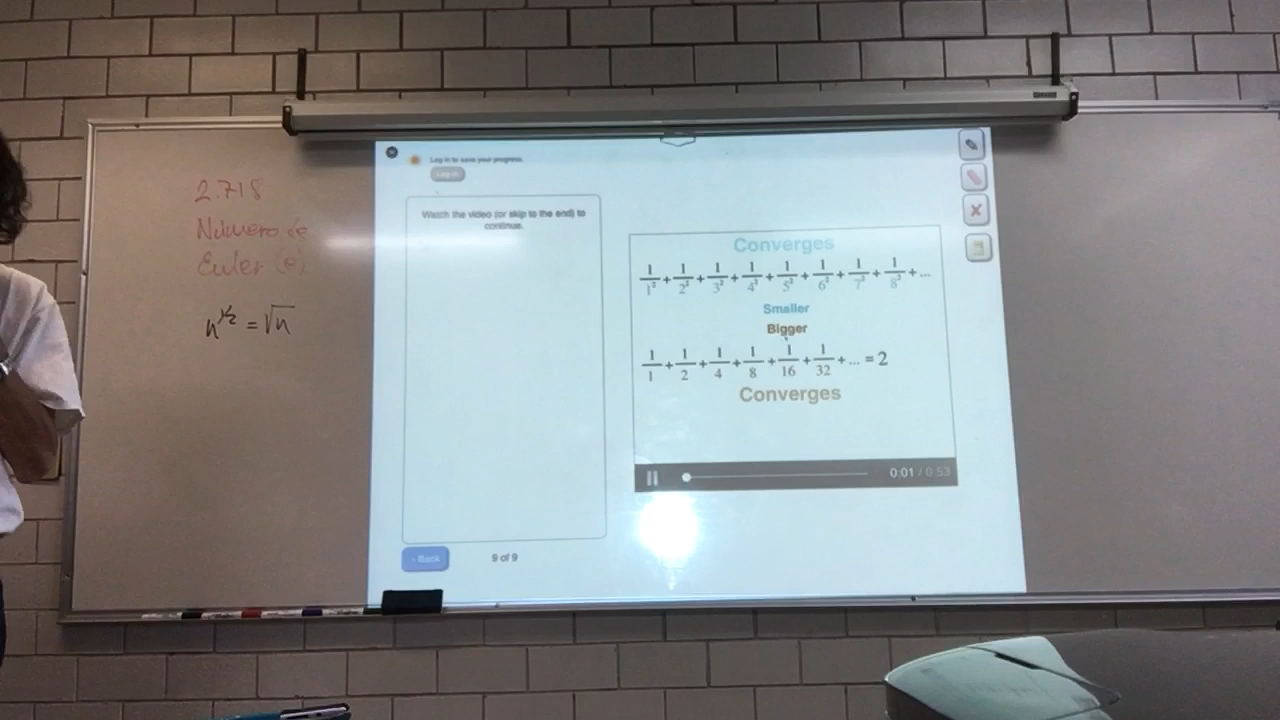 2.718
Número de
Euler (e)
n^1/2 = √n
Log in to save your progress.
Log in
Watch the video (or skip to the end) to
continue.
Converges
1/1² + 1/2² + 1/3² + 1/4² + 1/5² + 1/6² + 1/7² + 1/8² + ...
Smaller
Bigger
1/1 + 1/2 + 1/4 + 1/8 + 1/16 + 1/32 + ... = 2
Converges
0:01 / 0:53
< Back
9 of 9